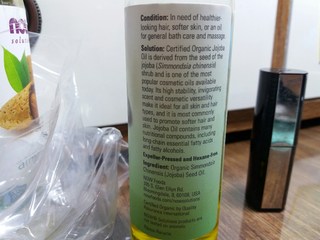 Condition: In need of healthier-
looking hair, softer skin, or an oil
for general bath care and massage
Solution: Certified Organic Jojoba
Oil is derived from the seed of the
jojoba (Simmondsia chinensis)
shrub and is one of the most
popular cosmetic oils available
today. Its high stability, invigorating
scent and cosmetic versatility
make it ideal for all skin and hair
types, and it is most commonly
used to promote softer hair and
skin. Jojoba Oil contains many
nutritional compounds, including
long-chain essential fatty acids
and fatty alcohols.
Expeller-Pressed and Hexane-Free
Ingredient: Organic Simmondsia
Chinensis (Jojoba) Seed Oil.
NOW Foods